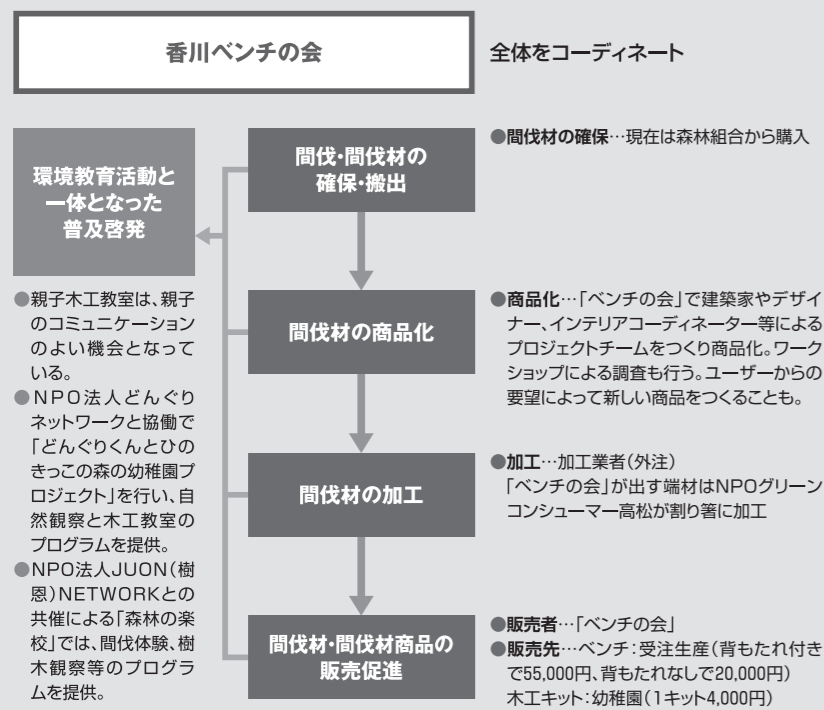 香川ベンチの会
全体をコーディネート
環境教育活動と
一体となった
普及啓発
●親子木工教室は、親子
のコミュニケーション
のよい機会となって
いる。
●NPO法人どんぐり
ネットワークと協働で
「どんぐりくんとひの
きっこの森の幼稚園プ
ロジェクト」を行い、自
然観察と木工教室の
プログラムを提供。
●NPO法人JUON(樹
恩)NETWORKとの
共催による「森林の楽
校」では、間伐体験、樹
木観察等のプログラ
ムを提供。
間伐・間伐材の
確保・搬出
●間伐材の確保…現在は森林組合から購入
間伐材の商品化
●商品化…「ベンチの会」で建築家やデザイ
ナー、インテリアコーディネーター等による
プロジェクトチームをつくり商品化。ワーク
ショップによる調査も行う。ユーザーからの
要望によって新しい商品をつくることも。
間伐材の加工
●加工…加工業者(外注)
「ベンチの会」が出す端材はNPOグリーン
コンシューマー高松が割り箸に加工
間伐材・間伐材商品の
販売促進
●販売者…「ベンチの会」
●販売先…ベンチ:受注生産(背もたれ付き
で55,000円、背もたれなしで20,000円)
木工キット:幼稚園(1キット4,000円)